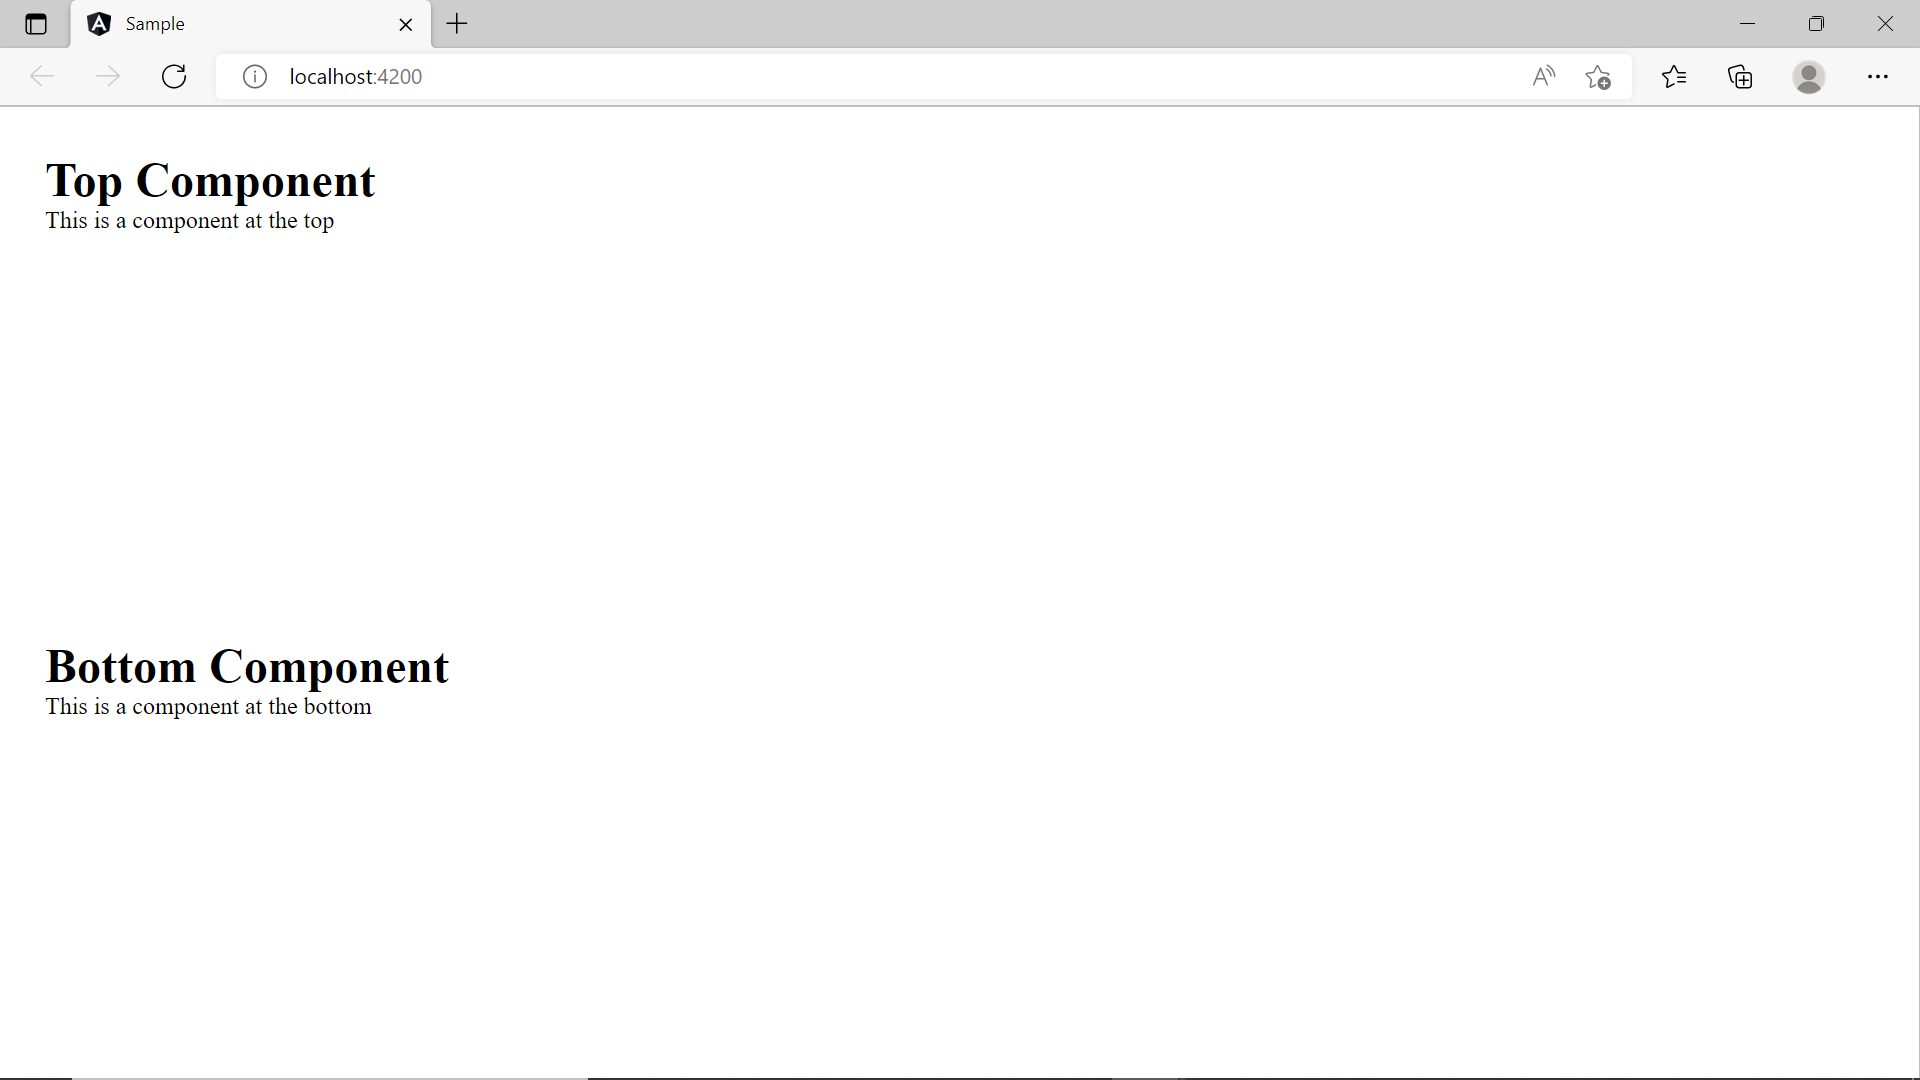 Sample
localhost:4200
Top Component
This is a component at the top
Bottom Component
This is a component at the bottom